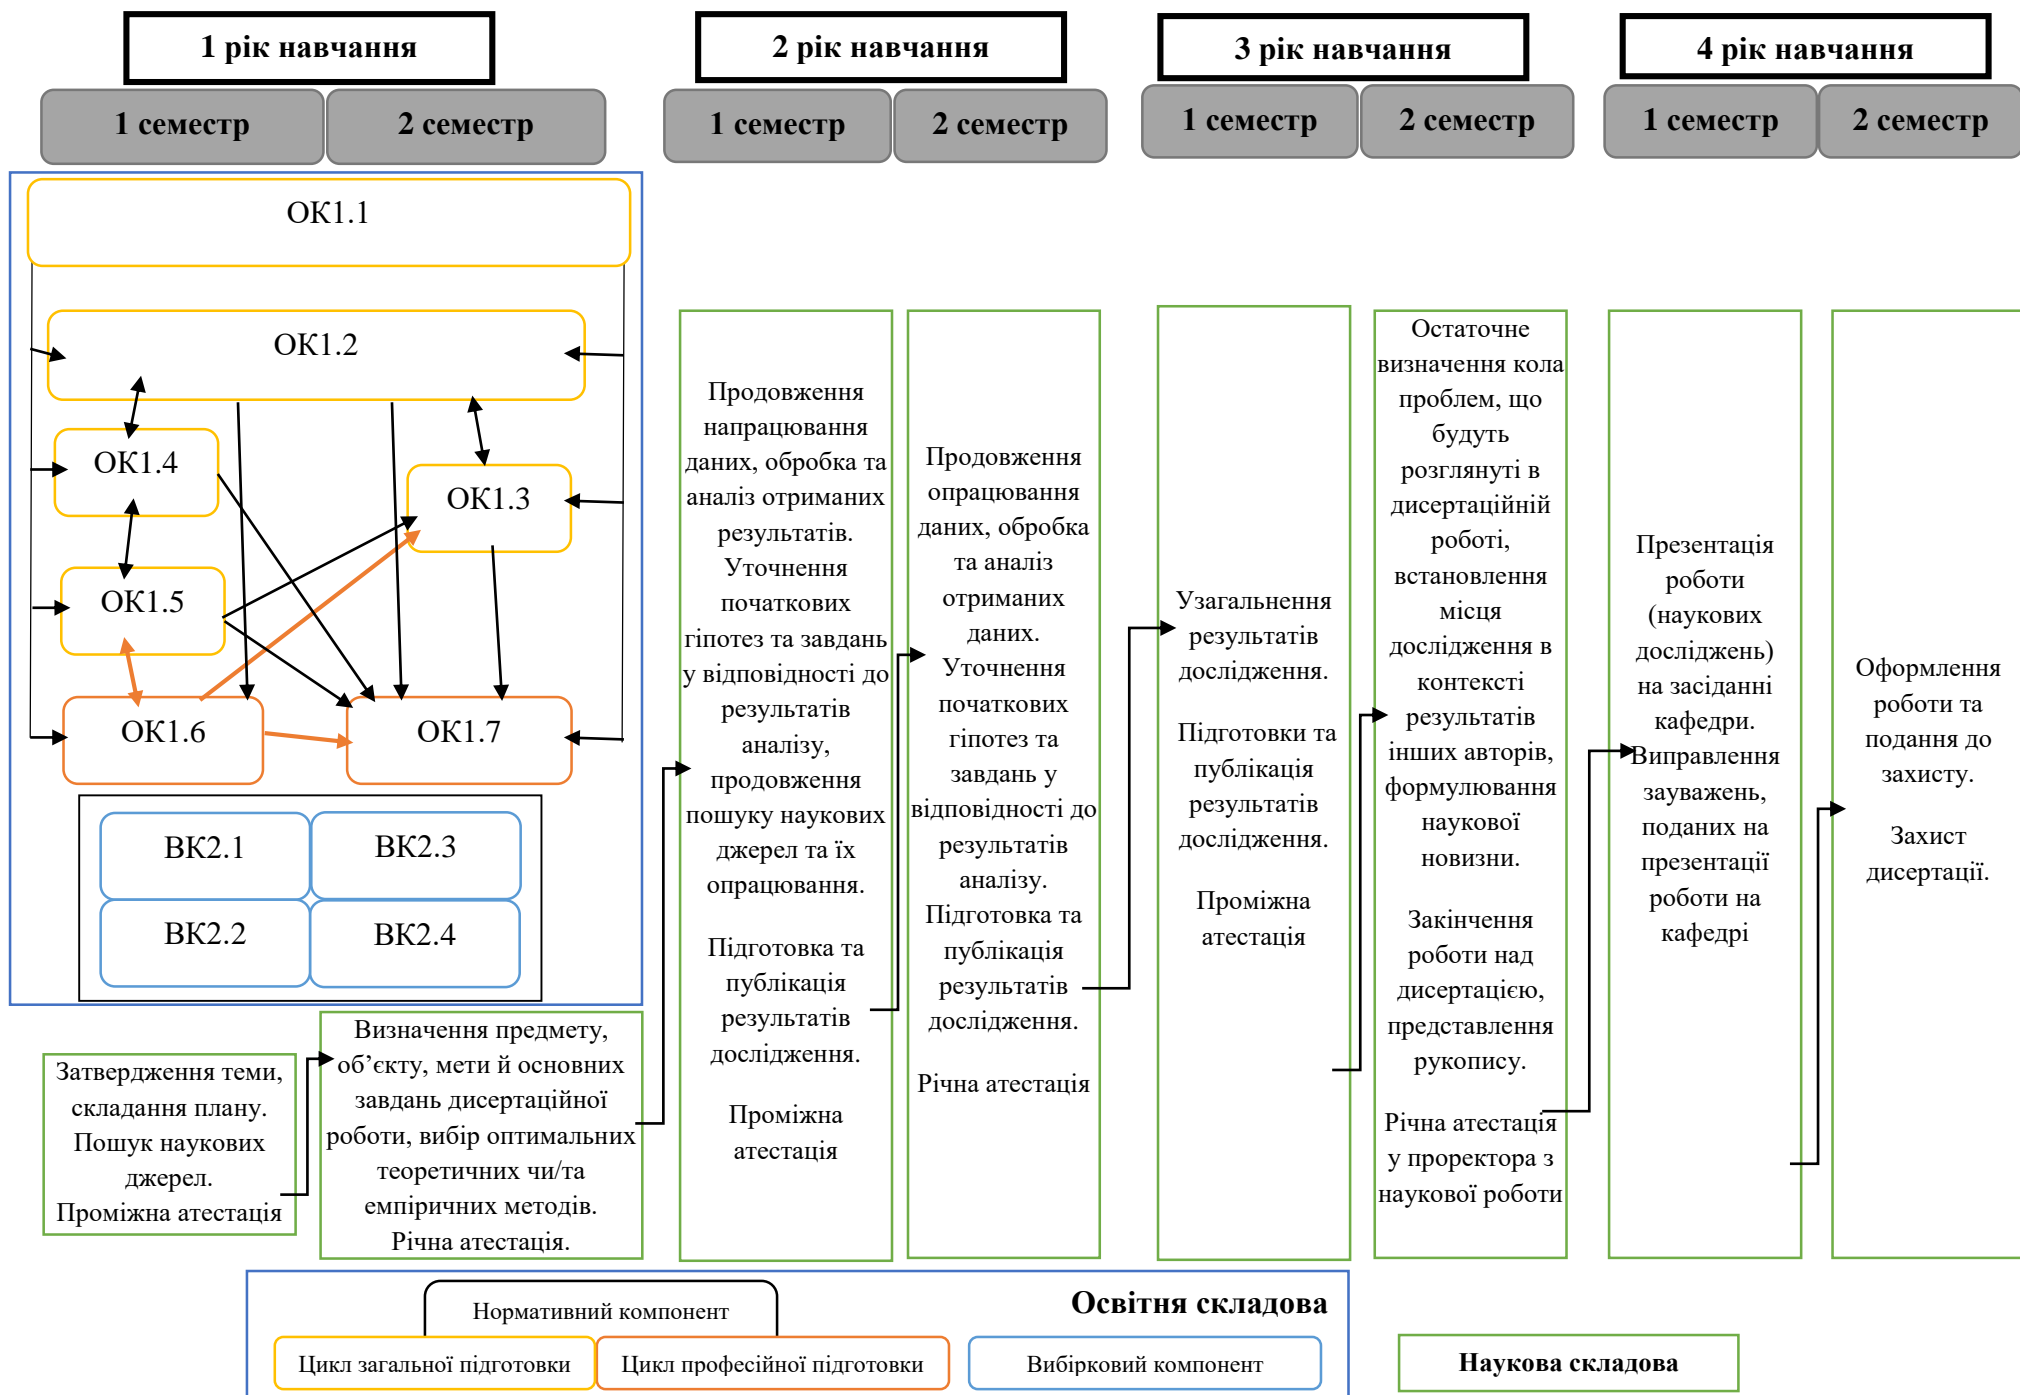 1 рік навчання
2 рік навчання
3 рік навчання
4 рік навчання
1 семестр
2 семестр
1 семестр
2 семестр
1 семестр
2 семестр
1 семестр
2 семестр
ОК1.1
ОК1.2
ОК1.4
ОК1.3
ОК1.5
ОК1.6
ОК1.7
ВК2.1
ВК2.3
ВК2.2
ВК2.4
Затвердження теми,
складання плану.
Пошук наукових
джерел.
Проміжна атестація
Визначення предмету,
об’єкту, мети й основних
завдань дисертаційної
роботи, вибір оптимальних
теоретичних чи/та
емпіричних методів.
Річна атестація.
Продовження
напрацювання
даних, обробка та
аналіз отриманих
результатів.
Уточнення
початкових
гіпотез та завдань
у відповідності до
результатів
аналізу,
продовження
пошуку наукових
джерел та їх
опрацювання.
Підготовка та
публікація
результатів
дослідження.
Проміжна
атестація
Продовження
опрацювання
даних, обробка
та аналіз
отриманих
даних.
Уточнення
початкових
гіпотез та
завдань у
відповідності до
результатів
аналізу.
Підготовка та
публікація
результатів
дослідження.
Річна атестація
Узагальнення
результатів
дослідження.
Підготовки та
публікація
результатів
дослідження.
Проміжна
атестація
Остаточне
визначення кола
проблем, що
будуть
розглянуті в
дисертаційній
роботі,
встановлення
місця
дослідження в
контексті
результатів
інших авторів,
формулювання
наукової
новизни.
Закінчення
роботи над
дисертацією,
представлення
рукопису.
Річна атестація
у проректора з
наукової роботи
Презентація
роботи
(наукових
досліджень)
на засіданні
кафедри.
Виправлення
зауважень,
поданих на
презентації
роботи на
кафедрі
Оформлення
роботи та
подання до
захисту.
Захист
дисертації.
Нормативний компонент
Освітня складова
Цикл загальної підготовки
Цикл професійної підготовки
Вибірковий компонент
Наукова складова